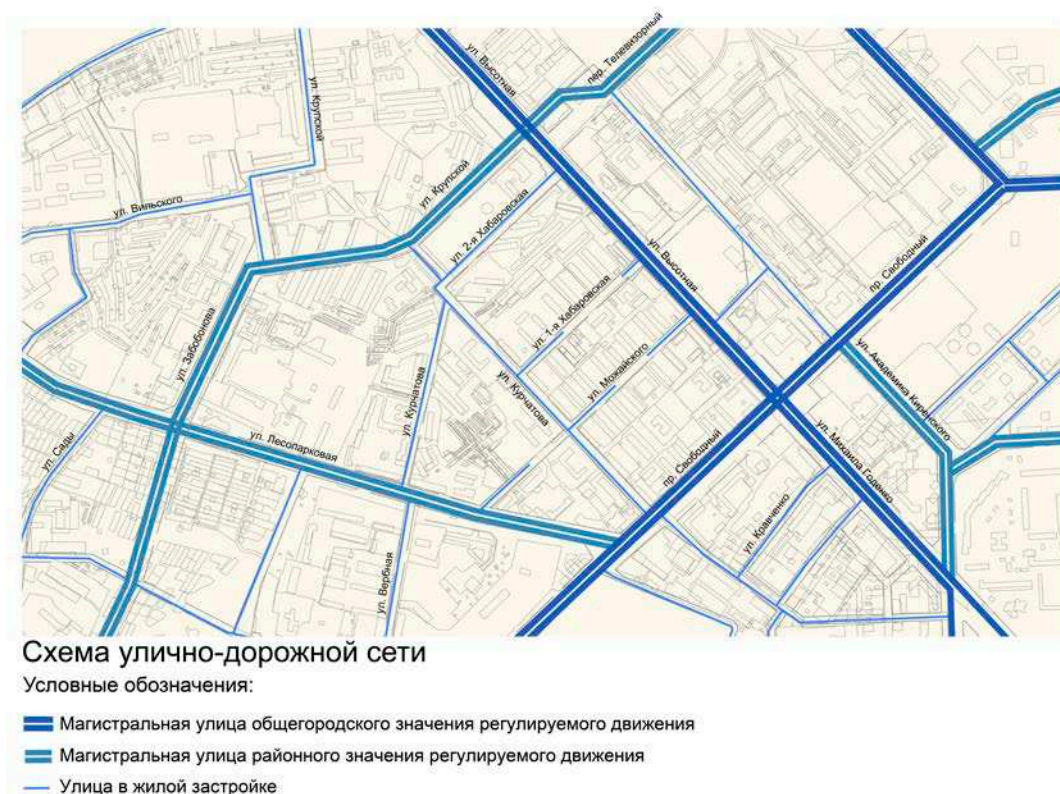 пер. Телевизорный
ул. Высотная
ул. Крупской
ул. Крупской
ул. Вильского
ул. 2-я Хабаровская
ул. Высотная
пр. Свободный
ул. 1-я Хабаровская
ул. Забобонова
ул. Можайского
ул. Академика Киренского
ул. Курчатова
ул. Курчатова
ул. Сады
ул. Лесопарковая
пр. Свободный
ул. Михаила Годенко
ул. Кравченко
ул. Вербная
Схема улично-дорожной сети
Условные обозначения:
Магистральная улица общегородского значения регулируемого движения
Магистральная улица районного значения регулируемого движения
Улица в жилой застройке